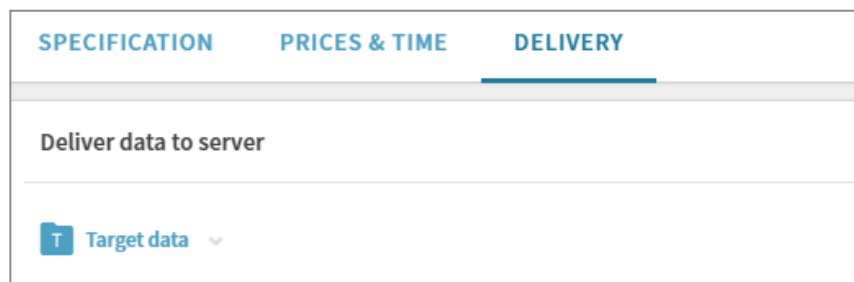 SPECIFICATION PRICES & TIME DELIVERY
Deliver data to server
T Target data